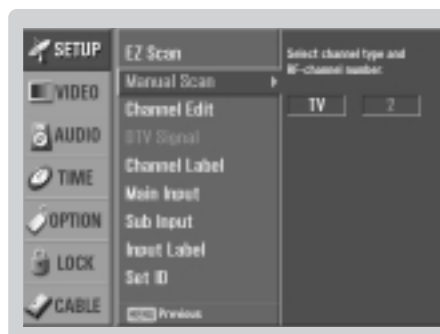 SETUP
VIDEO
AUDIO
TIME
OPTION
LOCK
CABLE
EZ Scan
Manual Scan
Channel Edit
DTV Signal
Channel Label
Main Input
Sub Input
Input Label
Set ID
Previous
Select channel type and
RF-channel number.
TV 2